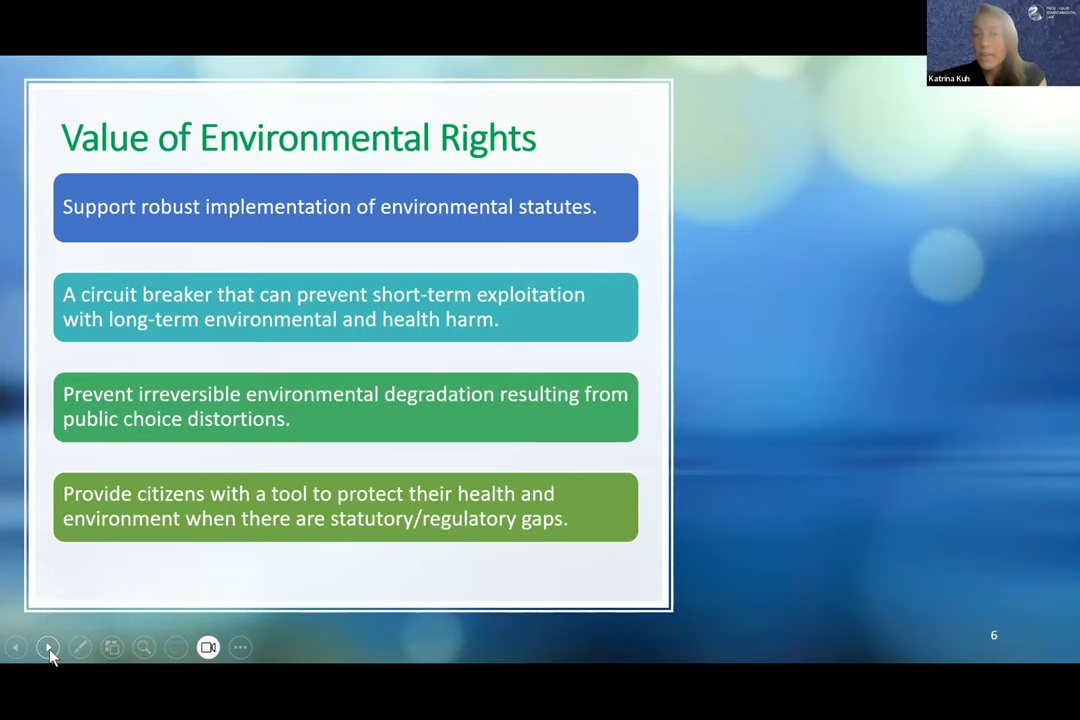 Value of Environmental Rights
Support robust implementation of environmental statutes.
A circuit breaker that can prevent short-term exploitation
with long-term environmental and health harm.
Prevent irreversible environmental degradation resulting from
public choice distortions.
Provide citizens with a tool to protect their health and
environment when there are statutory/regulatory gaps.
6
Katrina Kuh